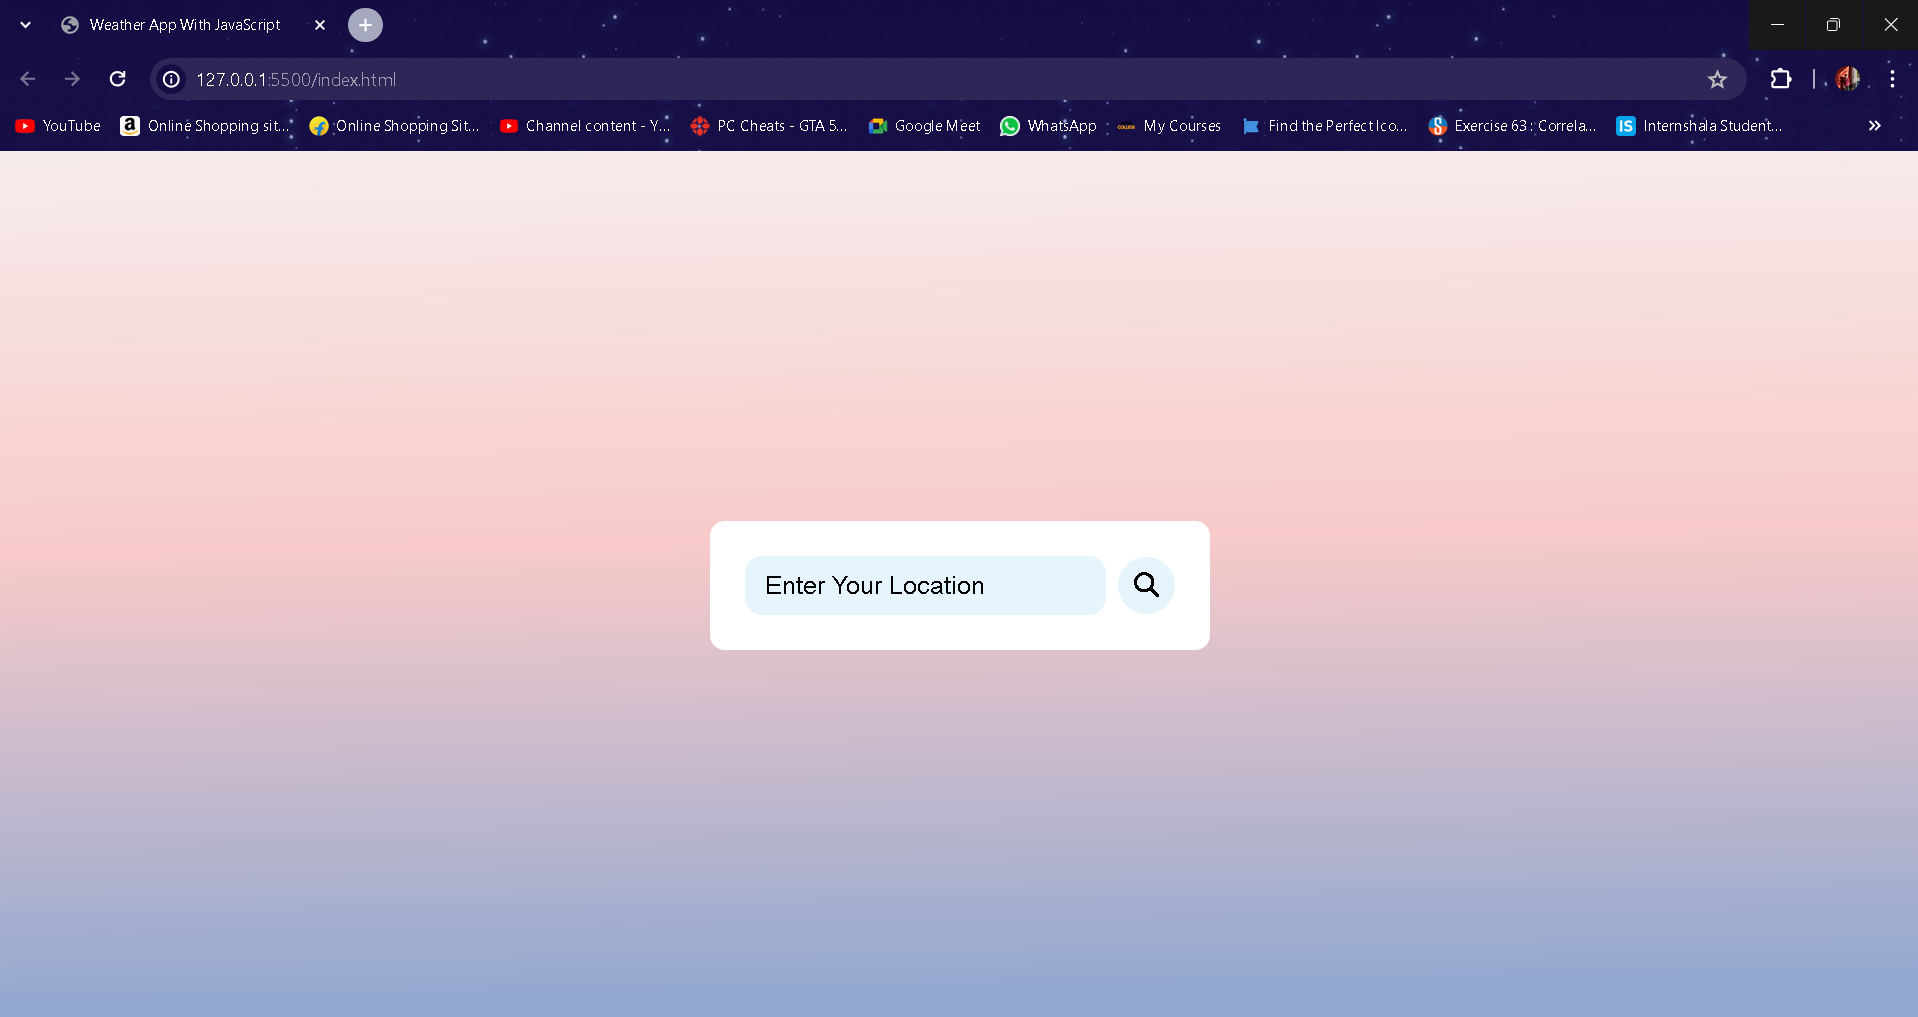 Weather App With JavaScript
127.0.0.1:5500/index.html
YouTube a Online Shopping sit... Online Shopping Sit... Channel content - Y... PC Cheats - GTA 5... Google Meet WhatsApp COLLEGE My Courses Find the Perfect Ico... Exercise 63 : Correla... IS Internshala Student...
Enter Your Location